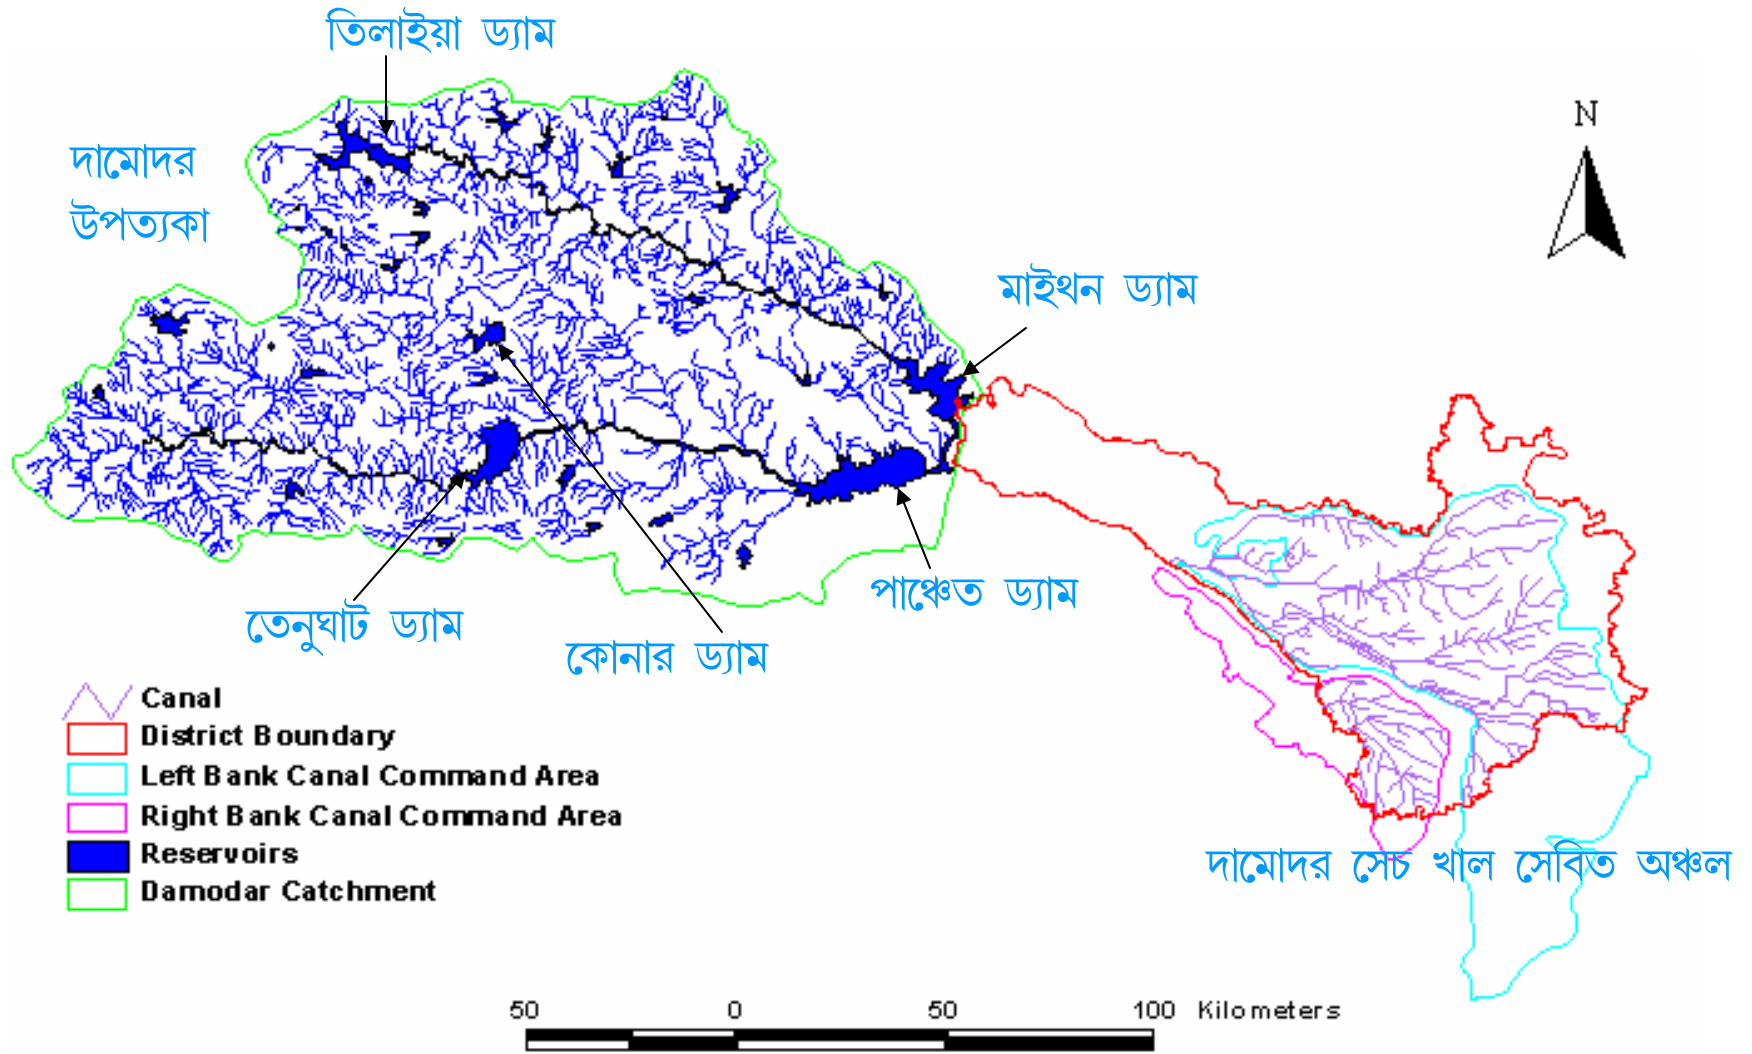 তিলাইয়া ড্যাম
দামোদর
উপত্যকা
N
মাইথন ড্যাম
পাঞ্চেত ড্যাম
তেনুঘাট ড্যাম
কোনার ড্যাম
Canal
District Boundary
Left Bank Canal Command Area
Right Bank Canal Command Area
Reservoirs
Damodar Catchment
দামোদর সেচ খাল সেবিত অঞ্চল
50 0 50 100 Kilometers